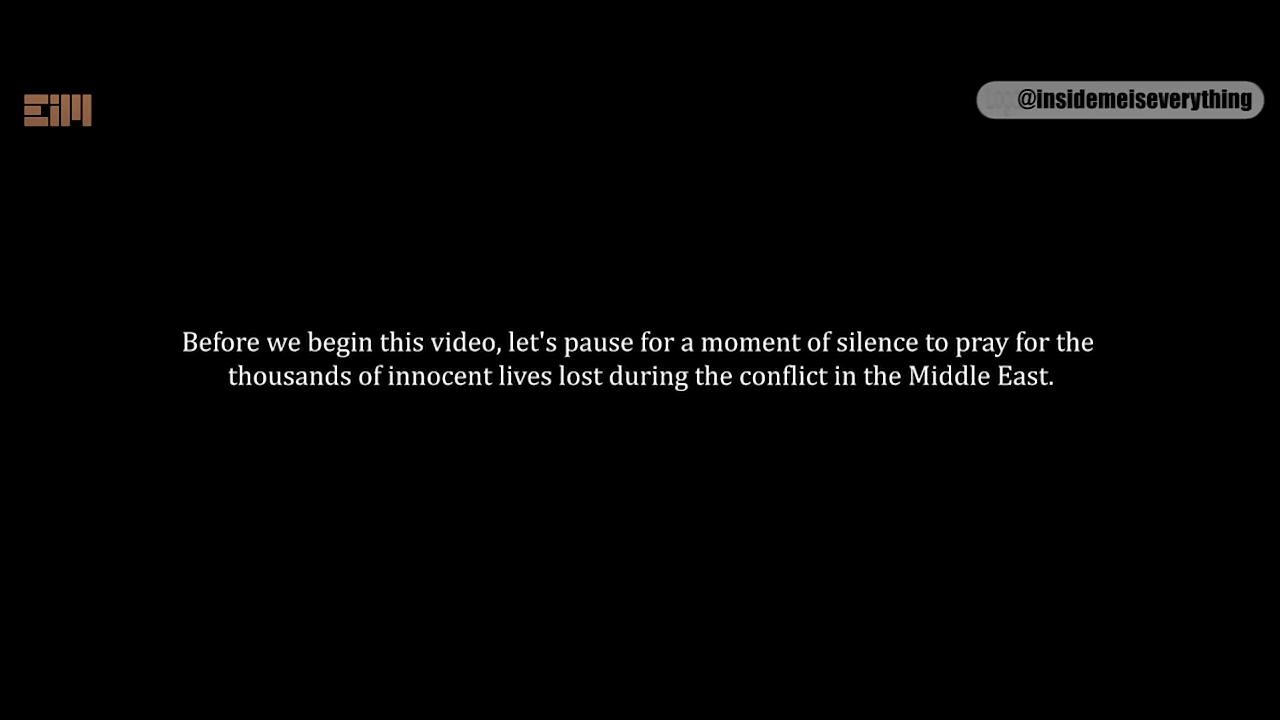 EiM
@insidemeiseverything
Before we begin this video, let's pause for a moment of silence to pray for the
thousands of innocent lives lost during the conflict in the Middle East.